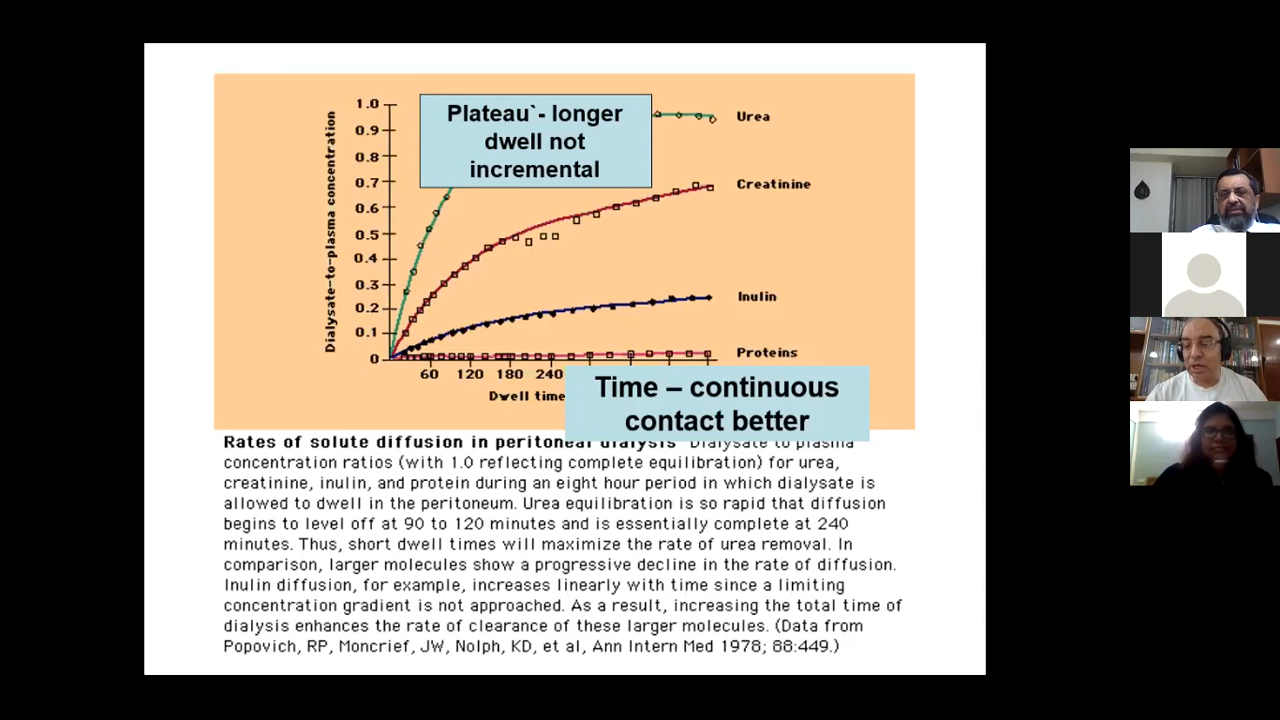 Plateau`- longer
dwell not
incremental
Dialysate-to-plasma concentration
1.0
0.9
0.8
0.7
0.6
0.5
0.4
0.3
0.2
0.1
0
Urea
Creatinine
Inulin
Proteins
60 120 180 240
Dwell time
Time – continuous
contact better
Rates of solute diffusion in peritoneal dialysis Dialysate to plasma
concentration ratios (with 1.0 reflecting complete equilibration) for urea,
creatinine, inulin, and protein during an eight hour period in which dialysate is
allowed to dwell in the peritoneum. Urea equilibration is so rapid that diffusion
begins to level off at 90 to 120 minutes and is essentially complete at 240
minutes. Thus, short dwell times will maximize the rate of urea removal. In
comparison, larger molecules show a progressive decline in the rate of diffusion.
Inulin diffusion, for example, increases linearly with time since a limiting
concentration gradient is not approached. As a result, increasing the total time of
dialysis enhances the rate of clearance of these larger molecules. (Data from
Popovich, RP, Moncrief, JW, Nolph, KD, et al, Ann Intern Med 1978; 88:449.)